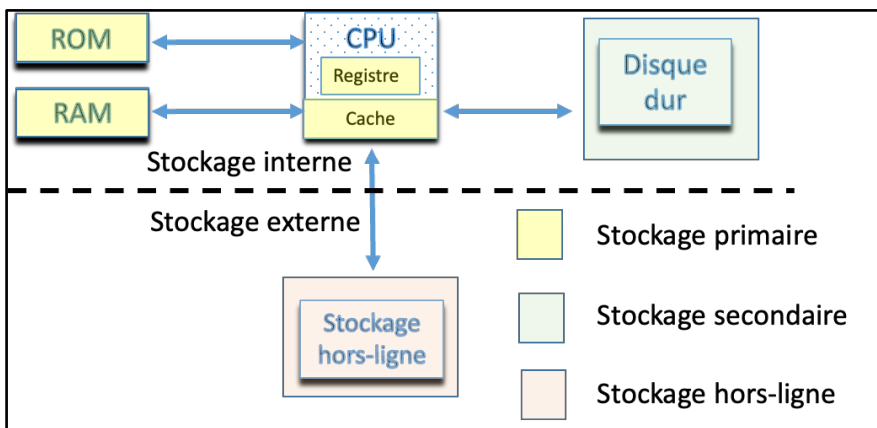 ROM
CPU
Registre
Cache
RAM
Disque
dur
Stockage interne
Stockage externe
Stockage
hors-ligne
Stockage primaire
Stockage secondaire
Stockage hors-ligne